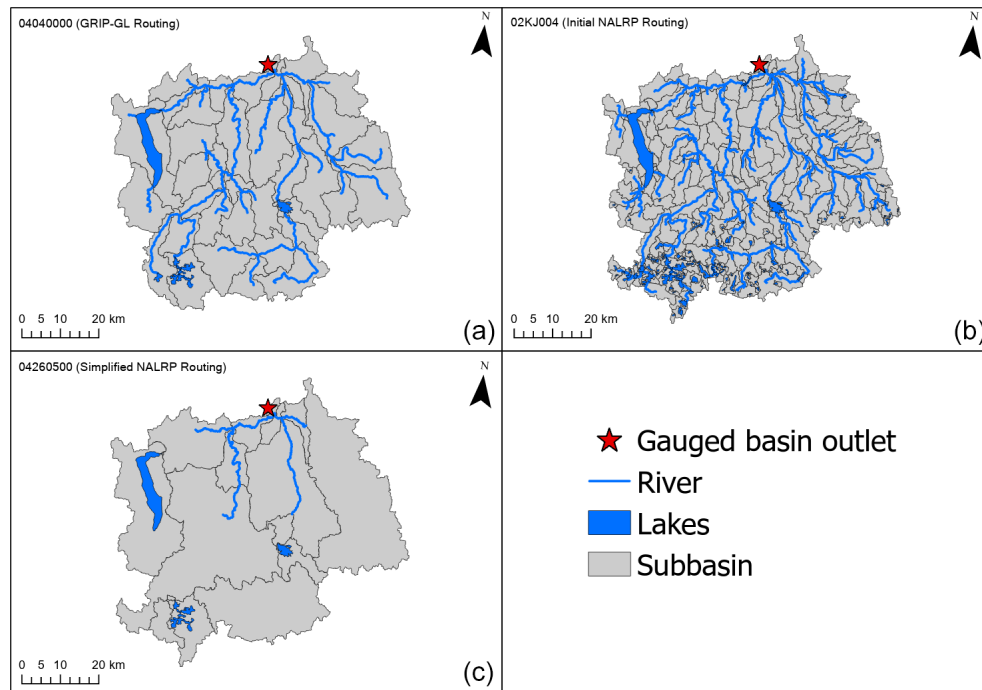 04040000 (GRIP-GL Routing)
N
0 5 10 20 km
(a)
02KJ004 (Initial NALRP Routing)
N
0 5 10 20 km
(b)
04260500 (Simplified NALRP Routing)
N
0 5 10 20 km
(c)
Gauged basin outlet
River
Lakes
Subbasin